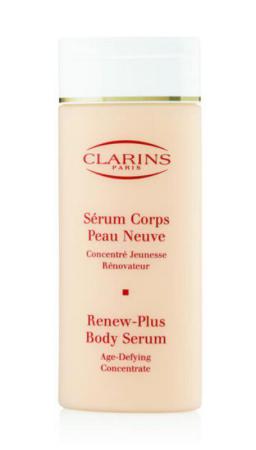 CLARINS
PARIS
Sérum Corps
Peau Neuve
Concentré Jeunesse
Rénovateur
Renew-Plus
Body Serum
Age-Defying
Concentrate